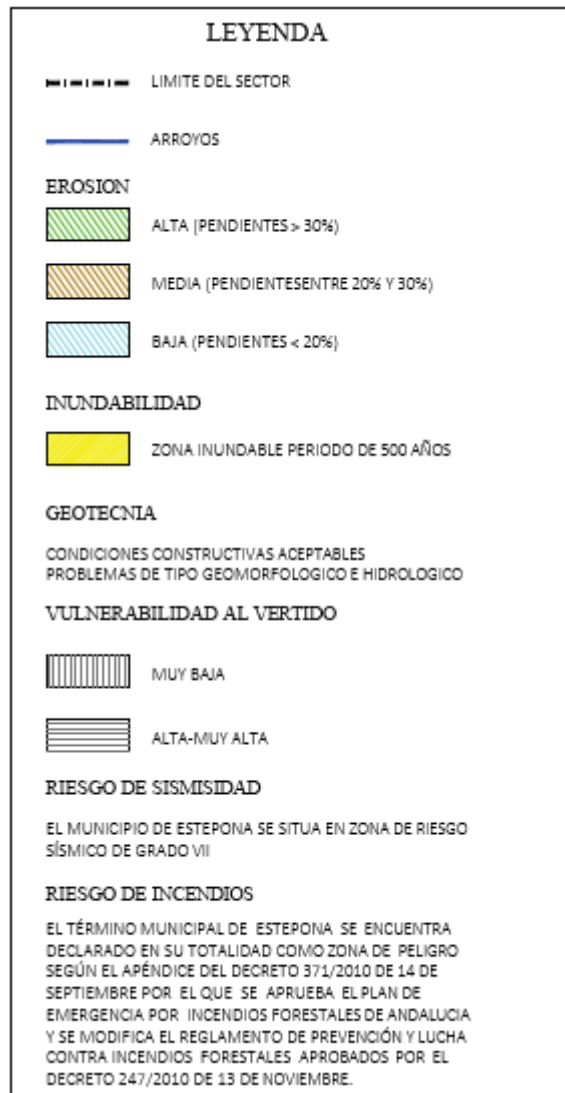 LEYENDA
LIMITE DEL SECTOR
ARROYOS
EROSION
ALTA (PENDIENTES > 30%)
MEDIA (PENDIENTESENTRE 20% Y 30%)
BAJA (PENDIENTES < 20%)
INUNDABILIDAD
ZONA INUNDABLE PERIODO DE 500 AÑOS
GEOTECNIA
CONDICIONES CONSTRUCTIVAS ACEPTABLES
PROBLEMAS DE TIPO GEOMORFOLOGICO E HIDROLOGICO
VULNERABILIDAD AL VERTIDO
MUY BAJA
ALTA-MUY ALTA
RIESGO DE SISMISIDAD
EL MUNICIPIO DE ESTEPONA SE SITUA EN ZONA DE RIESGO
SÍSMICO DE GRADO VII
RIESGO DE INCENDIOS
EL TÉRMINO MUNICIPAL DE ESTEPONA SE ENCUENTRA
DECLARADO EN SU TOTALIDAD COMO ZONA DE PELIGRO
SEGÚN EL APÉNDICE DEL DECRETO 371/2010 DE 14 DE
SEPTIEMBRE POR EL QUE SE APRUEBA EL PLAN DE
EMERGENCIA POR INCENDIOS FORESTALES DE ANDALUCIA
Y SE MODIFICA EL REGLAMENTO DE PREVENCIÓN Y LUCHA
CONTRA INCENDIOS FORESTALES APROBADOS POR EL
DECRETO 247/2010 DE 13 DE NOVIEMBRE.